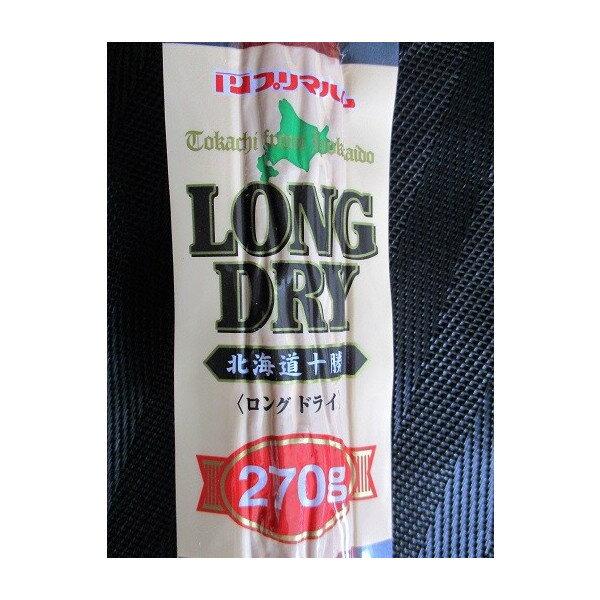 プリマハム
Tokachi from Hokkaido
LONG
DRY
北海道十勝
〈ロング ドライ〉
270g